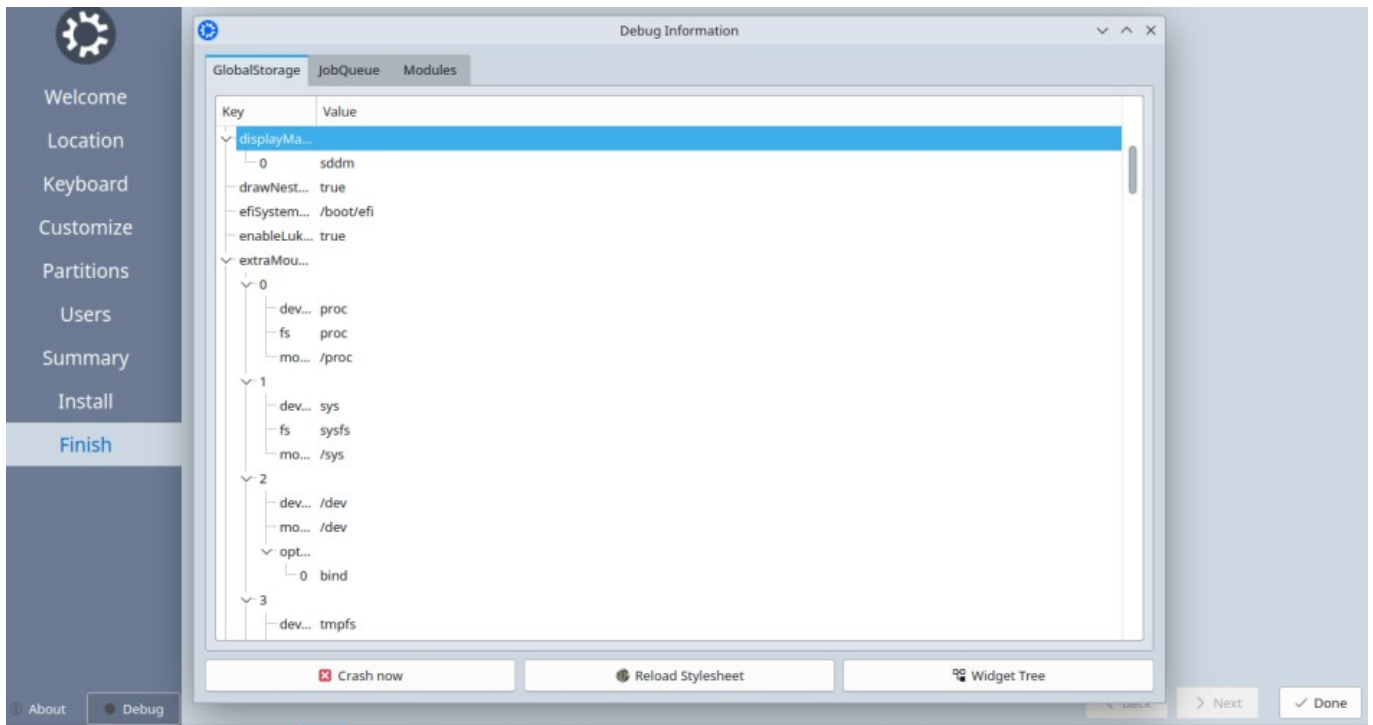 Debug Information
GlobalStorage JobQueue Modules
Welcome
Key Value
Location
displayMa...
0 sddm
Keyboard
drawNest... true
efiSystem... /boot/efi
Customize
enableLuk... true
extraMou...
Partitions
0
dev... proc
Users
fs proc
mo... /proc
Summary
1
Install
dev... sys
fs sysfs
Finish
mo... /sys
2
dev... /dev
mo... /dev
opt...
0 bind
3
dev... tmpfs
Crash now Reload Stylesheet Widget Tree
About Debug Back Next Done